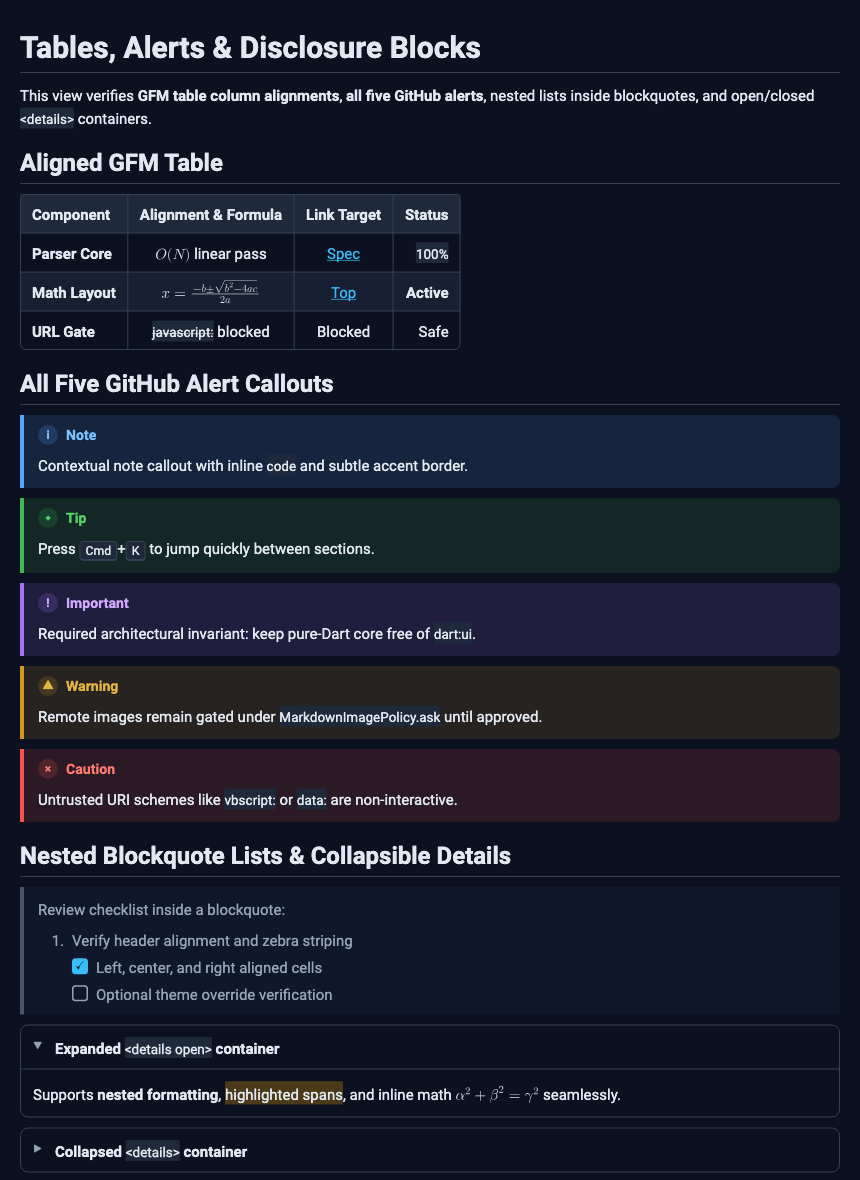 Tables, Alerts & Disclosure Blocks
This view verifies GFM table column alignments, all five GitHub alerts, nested lists inside blockquotes, and open/closed
<details> containers.
Aligned GFM Table
Component Alignment & Formula Link Target Status
Parser Core O(N) linear pass Spec 100%
Math Layout x = \frac{-b±\sqrt{b²−4ac}}{2a} Top Active
URL Gate javascript: blocked Blocked Safe
All Five GitHub Alert Callouts
i Note
Contextual note callout with inline code and subtle accent border.
Tip
Press Cmd+K to jump quickly between sections.
! Important
Required architectural invariant: keep pure-Dart core free of dart:ui.
Warning
Remote images remain gated under MarkdownImagePolicy.ask until approved.
× Caution
Untrusted URI schemes like vbscript: or data: are non-interactive.
Nested Blockquote Lists & Collapsible Details
Review checklist inside a blockquote:
1. Verify header alignment and zebra striping
Left, center, and right aligned cells
Optional theme override verification
Expanded <details open> container
Supports nested formatting, highlighted spans, and inline math α² + β² = γ² seamlessly.
Collapsed <details> container